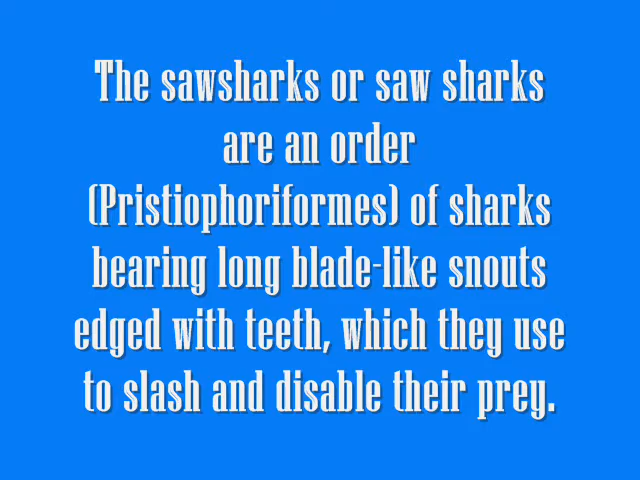 The sawsharks or saw sharks
are an order
(Pristiophoriformes) of sharks
bearing long blade-like snouts
edged with teeth, which they use
to slash and disable their prey.